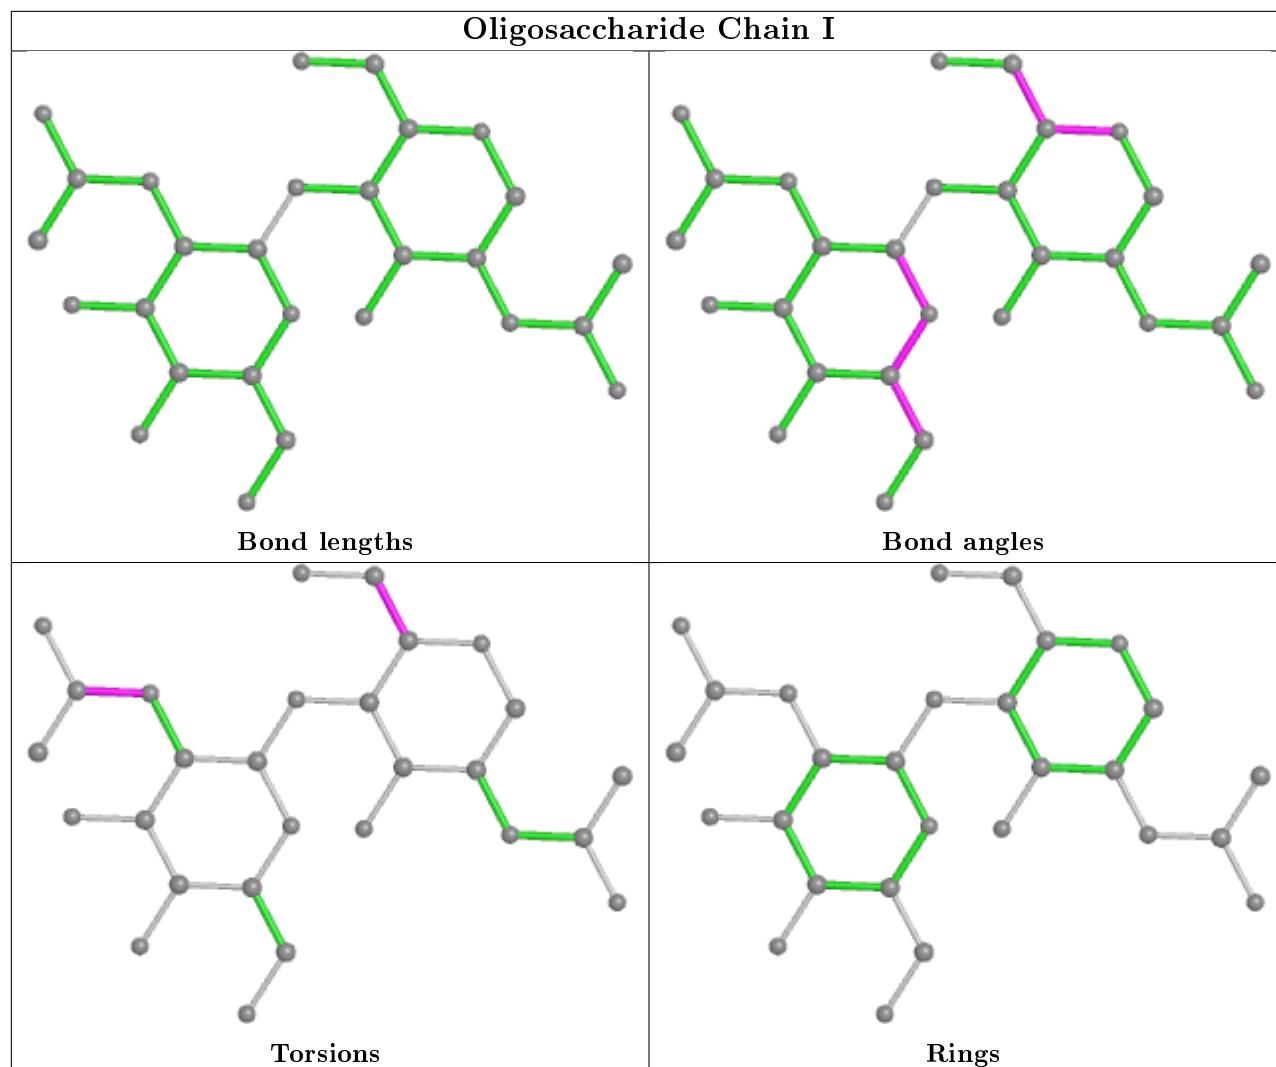 Oligosaccharide Chain I
Bond lengths
Bond angles
Torsions
Rings